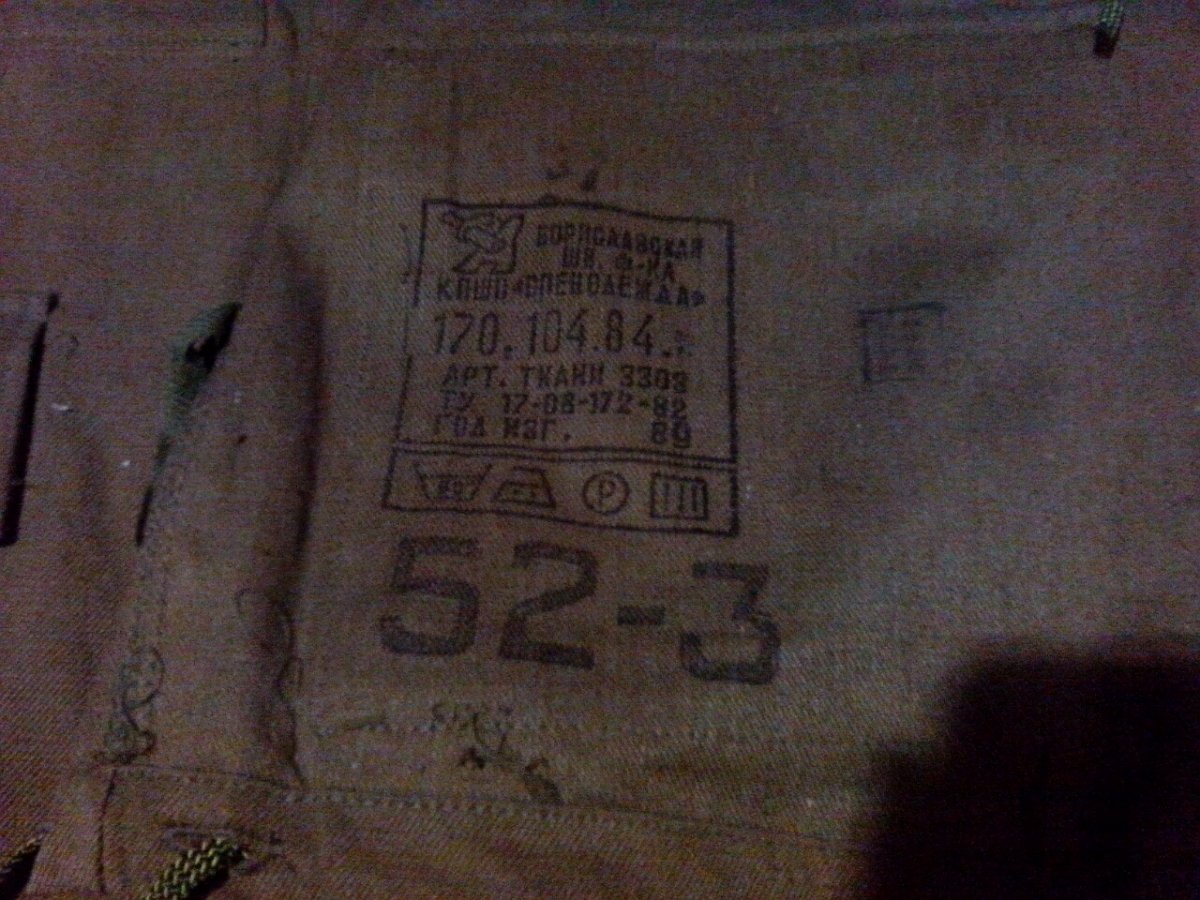 БОРИСЛАВСКАЯ
ШВ. Ф-КА
КПШО «СПЕЦОДЕЖДА»
170.104.84.
АРТ. ТКАНИ 3303
ТУ 17-08-172-82
ГОД ИЗГ. 89
P
52-3